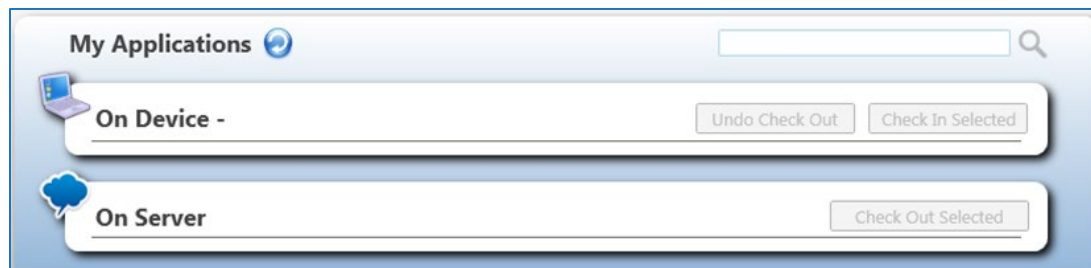 My Applications
On Device -
Undo Check Out
Check In Selected
On Server
Check Out Selected